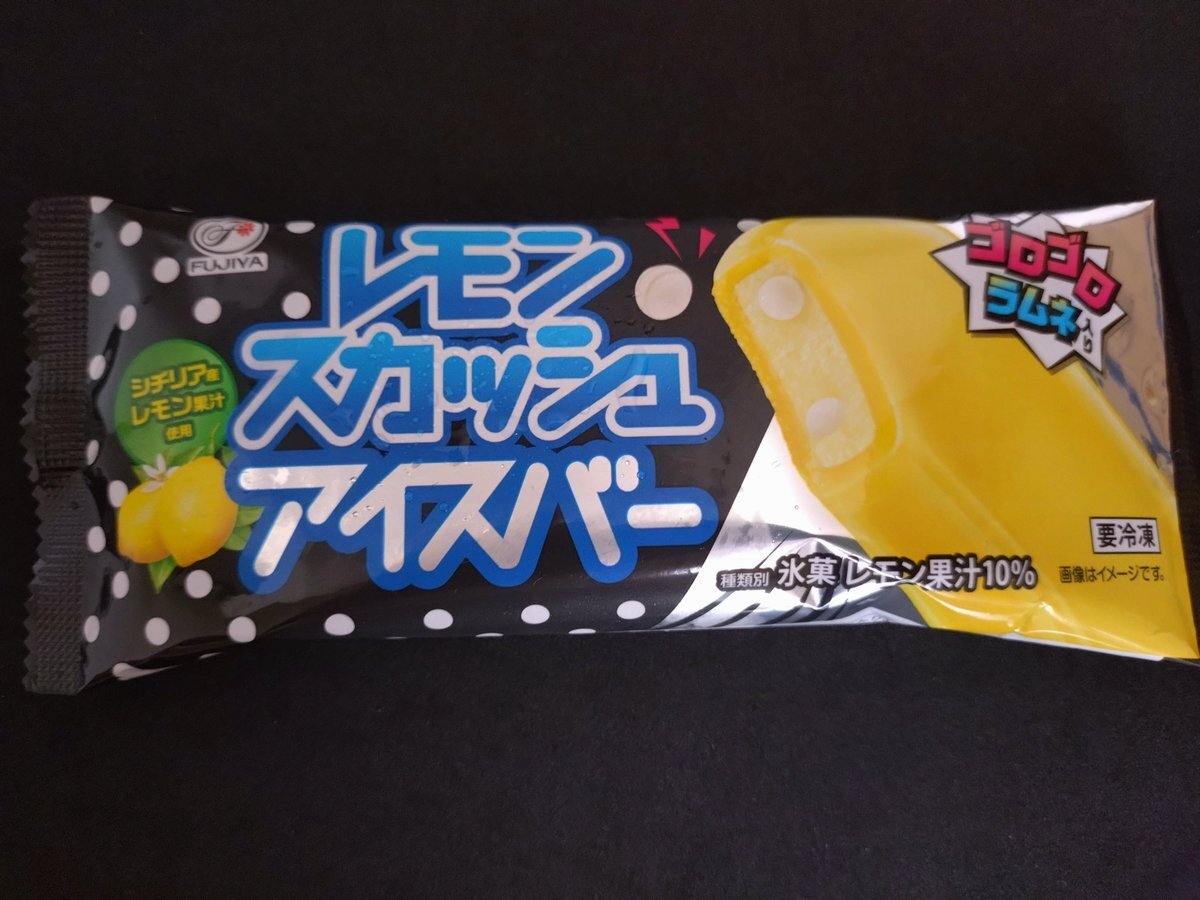 FUJIYA
レモン
スカッシュ
アイスバー
シチリア産
レモン果汁
使用
ゴロゴロ
ラムネ入り
種類別 氷菓 レモン果汁10%
要冷凍
画像はイメージです。